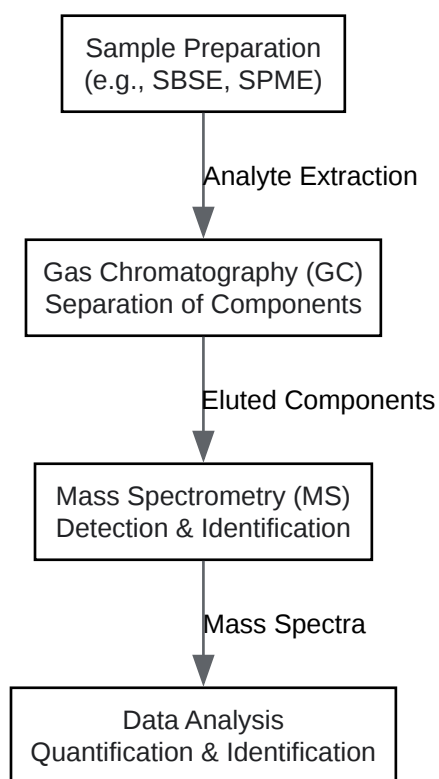 Sample Preparation
(e.g., SBSE, SPME)
Analyte Extraction
Gas Chromatography (GC)
Separation of Components
Eluted Components
Mass Spectrometry (MS)
Detection & Identification
Mass Spectra
Data Analysis
Quantification & Identification